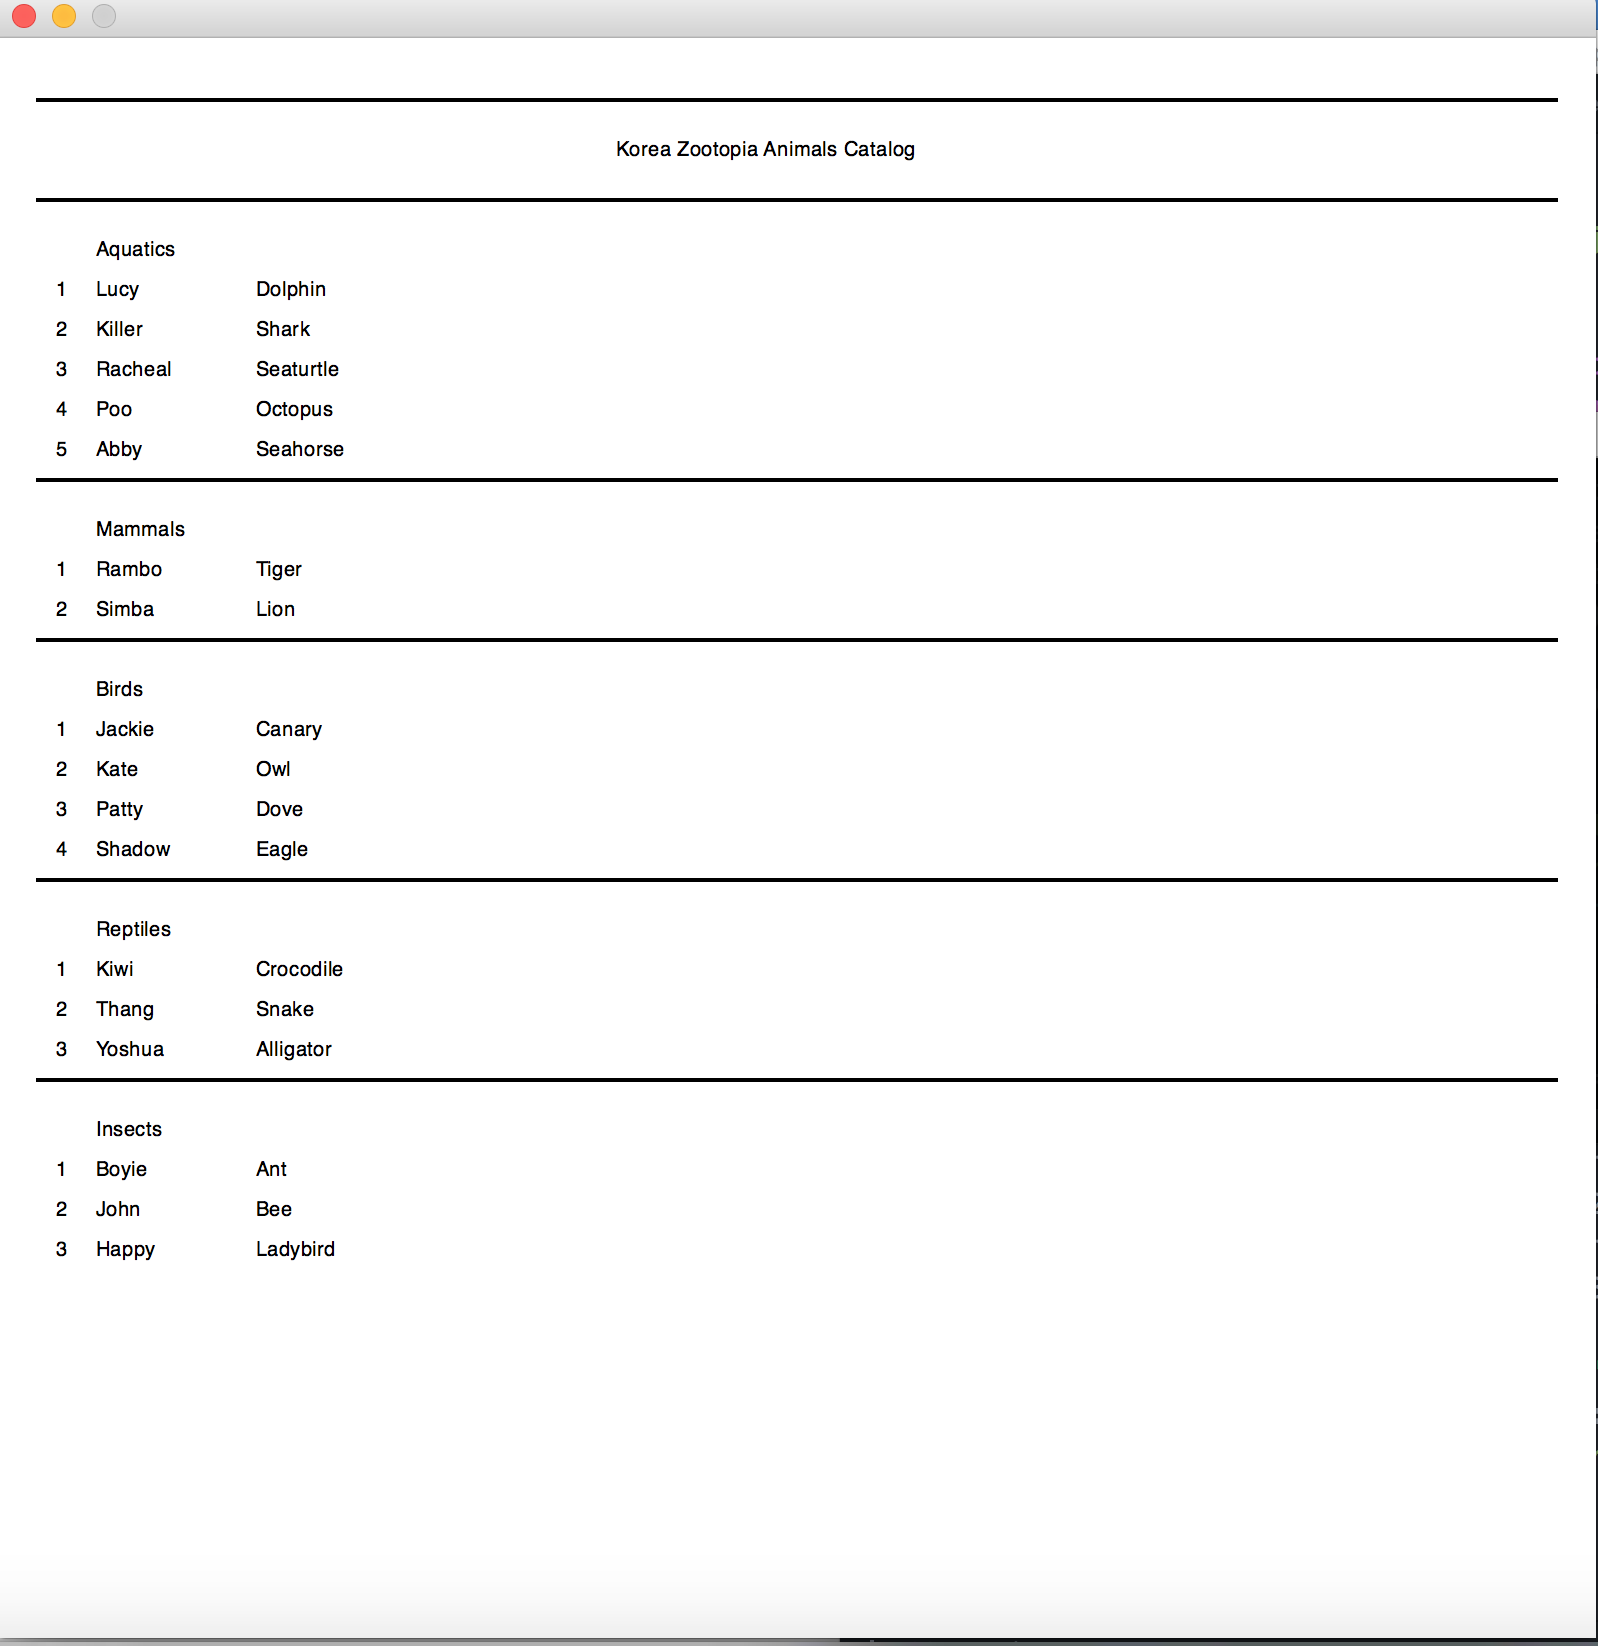 Korea Zootopia Animals Catalog
Aquatics
1 Lucy Dolphin
2 Killer Shark
3 Racheal Seaturtle
4 Poo Octopus
5 Abby Seahorse
Mammals
1 Rambo Tiger
2 Simba Lion
Birds
1 Jackie Canary
2 Kate Owl
3 Patty Dove
4 Shadow Eagle
Reptiles
1 Kiwi Crocodile
2 Thang Snake
3 Yoshua Alligator
Insects
1 Boyie Ant
2 John Bee
3 Happy Ladybird